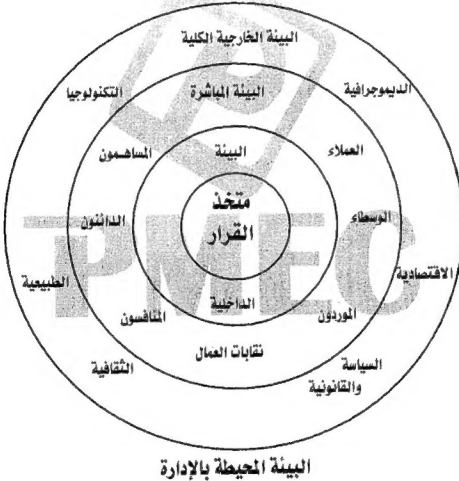 البيئة الخارجية الكلية
الديموجرافية
التكنولوجيا
البيئة المباشرة
العملاء
المساهمون
البيئة
متخذ
القرار
الوسطاء
الدائنون
الاقتصادية
الطبيعية
الداخلية
الموردون
المنافسون
نقابات العمال
السياسة
والقانونية
الثقافية
PMEC
البيئة المحيطة بالإدارة